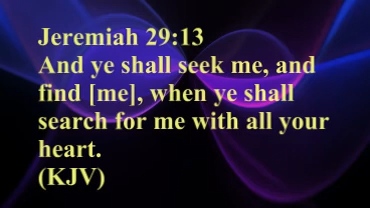 Jeremiah 29:13
And ye shall seek me, and
find [me], when ye shall
search for me with all your
heart.
(KJV)